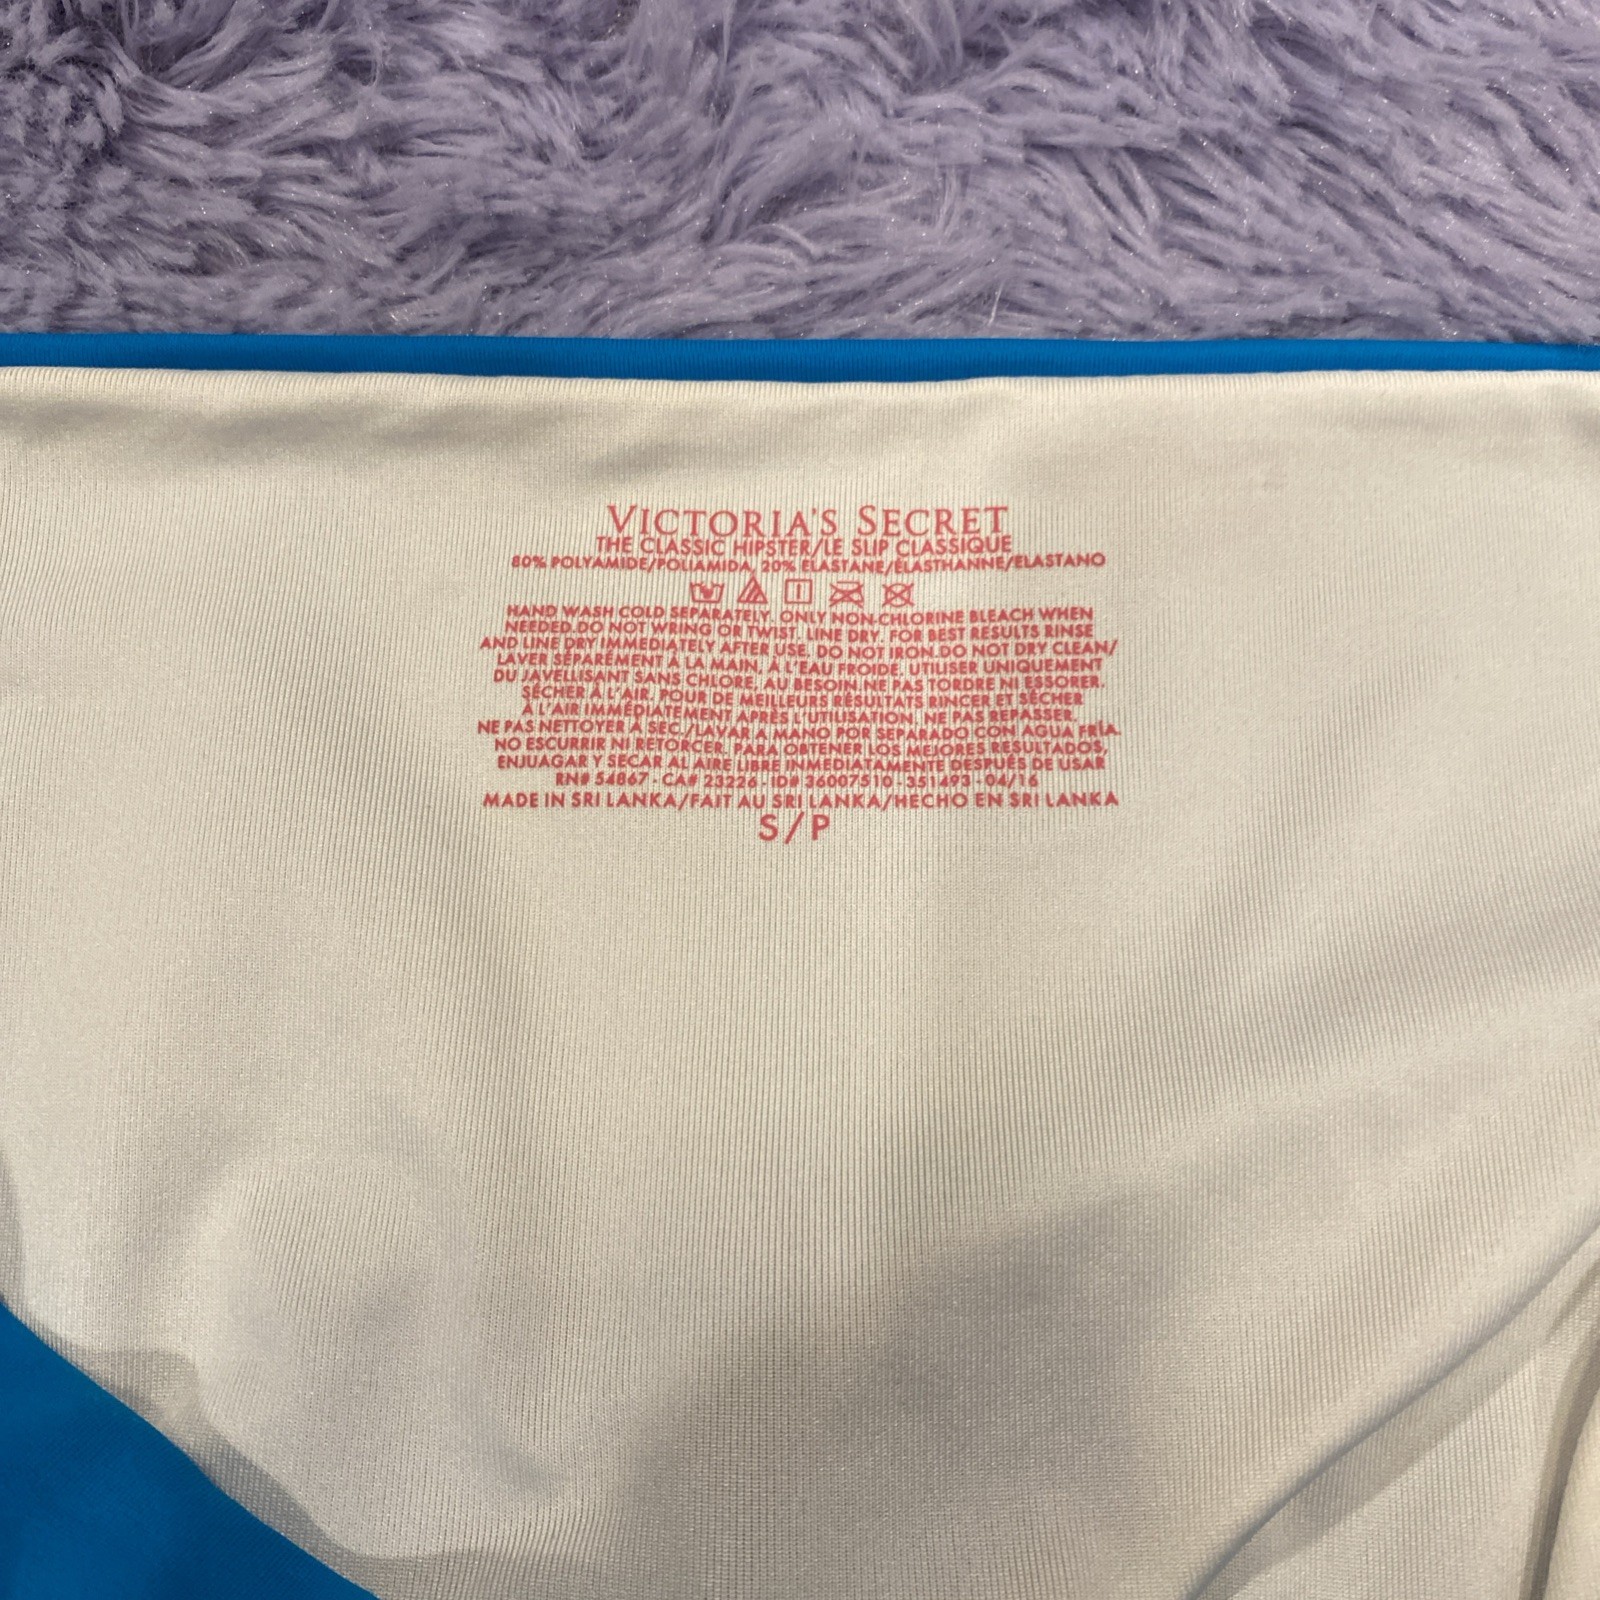 VICTORIA'S SECRET
THE CLASSIC HIPSTER/LE SLIP CLASSIQUE
80% POLYAMIDE/POLIAMIDA, 20% ELASTANE/ÉLASTHANNE/ELASTANO
HAND WASH COLD SEPARATELY. ONLY NON-CHLORINE BLEACH WHEN
NEEDED.DO NOT WRING OR TWIST. LINE DRY. FOR BEST RESULTS RINSE
AND LINE DRY IMMEDIATELY AFTER USE. DO NOT IRON.DO NOT DRY CLEAN/
LAVER SÉPARÉMENT À LA MAIN, À L'EAU FROIDE. UTILISER UNIQUEMENT
DU JAVELLISANT SANS CHLORE, AU BESOIN.NE PAS TORDRE NI ESSORER.
SÉCHER À L'AIR. POUR DE MEILLEURS RÉSULTATS RINCER ET SÉCHER
À L'AIR IMMÉDIATEMENT APRÈS L'UTILISATION. NE PAS REPASSER.
NE PAS NETTOYER À SEC./LAVAR A MANO POR SEPARADO CON AGUA FRÍA.
NO ESCURRIR NI RETORCER. PARA OBTENER LOS MEJORES RESULTADOS,
ENJUAGAR Y SECAR AL AIRE LIBRE INMEDIATAMENTE DESPUÉS DE USAR
RN# 54867 - CA# 23226 - ID# 36007510 - 351493 - 04/16
MADE IN SRI LANKA/FAIT AU SRI LANKA/HECHO EN SRI LANKA
S/P